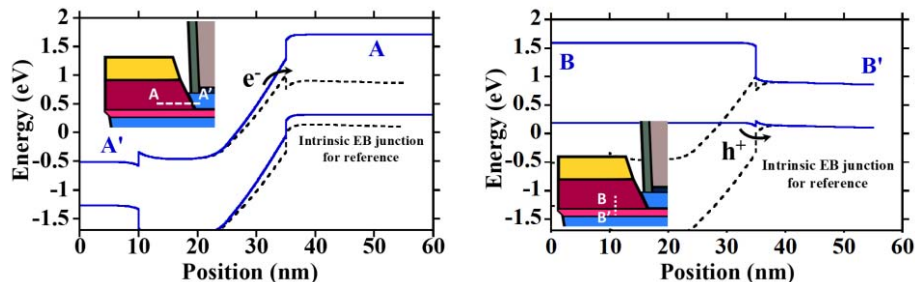 Energy (eV)
2
1.5
1
0.5
0
-0.5
-1
-1.5
A
A'
A
e-
A'
Intrinsic EB junction
for reference
0 10 20 30 40 50 60
Position (nm)
Energy (eV)
2
1.5
1
0.5
0
-0.5
-1
-1.5
B
B'
h+
Intrinsic EB junction
for reference
B
B'
0 10 20 30 40 50 60
Position (nm)